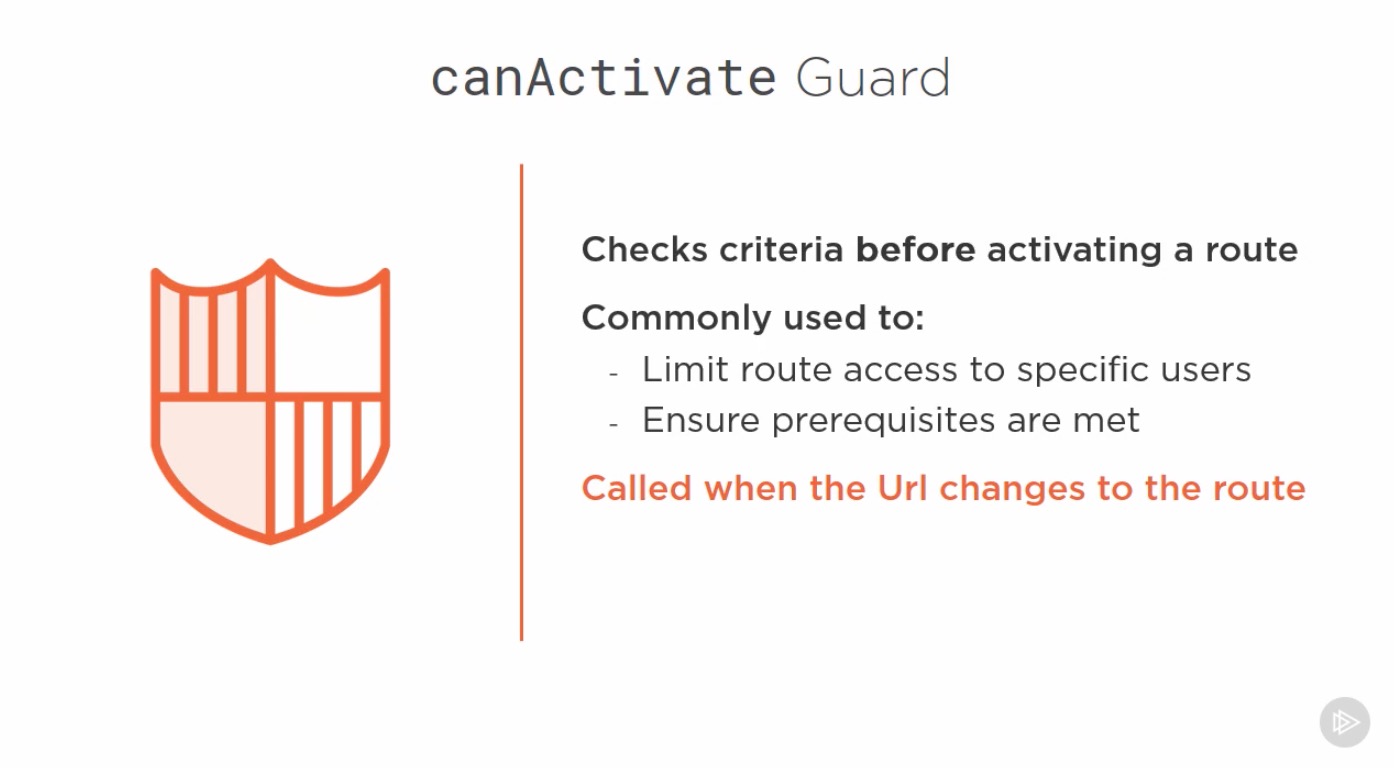 canActivate Guard
Checks criteria before activating a route
Commonly used to:
- Limit route access to specific users
- Ensure prerequisites are met
Called when the Url changes to the route